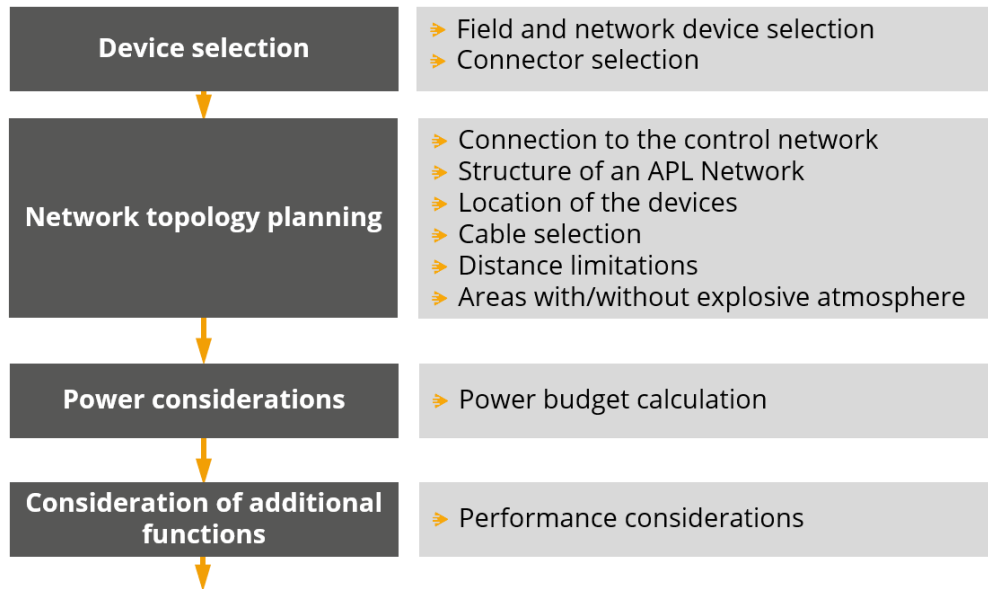 Device selection
Field and network device selection
Connector selection
Network topology planning
Connection to the control network
Structure of an APL Network
Location of the devices
Cable selection
Distance limitations
Areas with/without explosive atmosphere
Power considerations
Power budget calculation
Consideration of additional
functions
Performance considerations